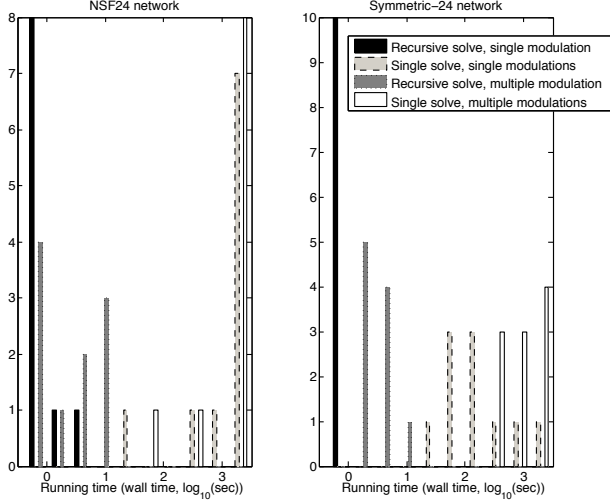 NSF24 network
8
7
6
5
4
3
2
1
0
0 1 2 3
Running time (wall time, log10(sec))
Symmetric−24 network
10
9
8
7
6
5
4
3
2
1
0
0 1 2 3
Running time (wall time, log10(sec))
Recursive solve, single modulation
Single solve, single modulations
Recursive solve, multiple modulation
Single solve, multiple modulations